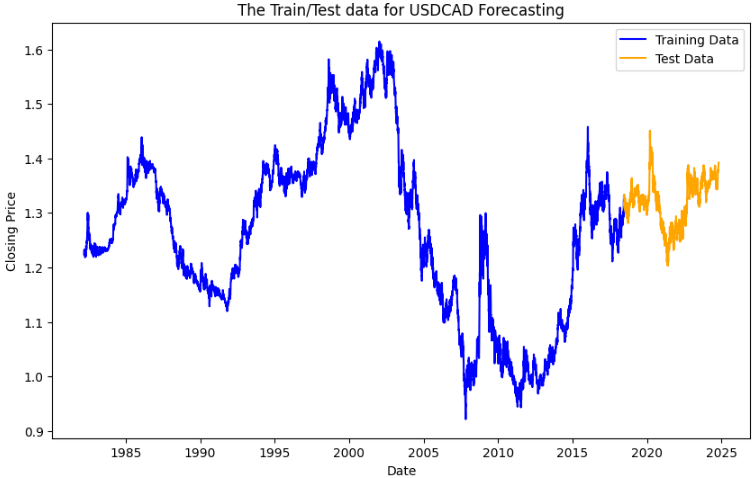 The Train/Test data for USDCAD Forecasting
Training Data
Test Data
Closing Price
1.6
1.5
1.4
1.3
1.2
1.1
1.0
0.9
1985 1990 1995 2000 2005 2010 2015 2020 2025
Date